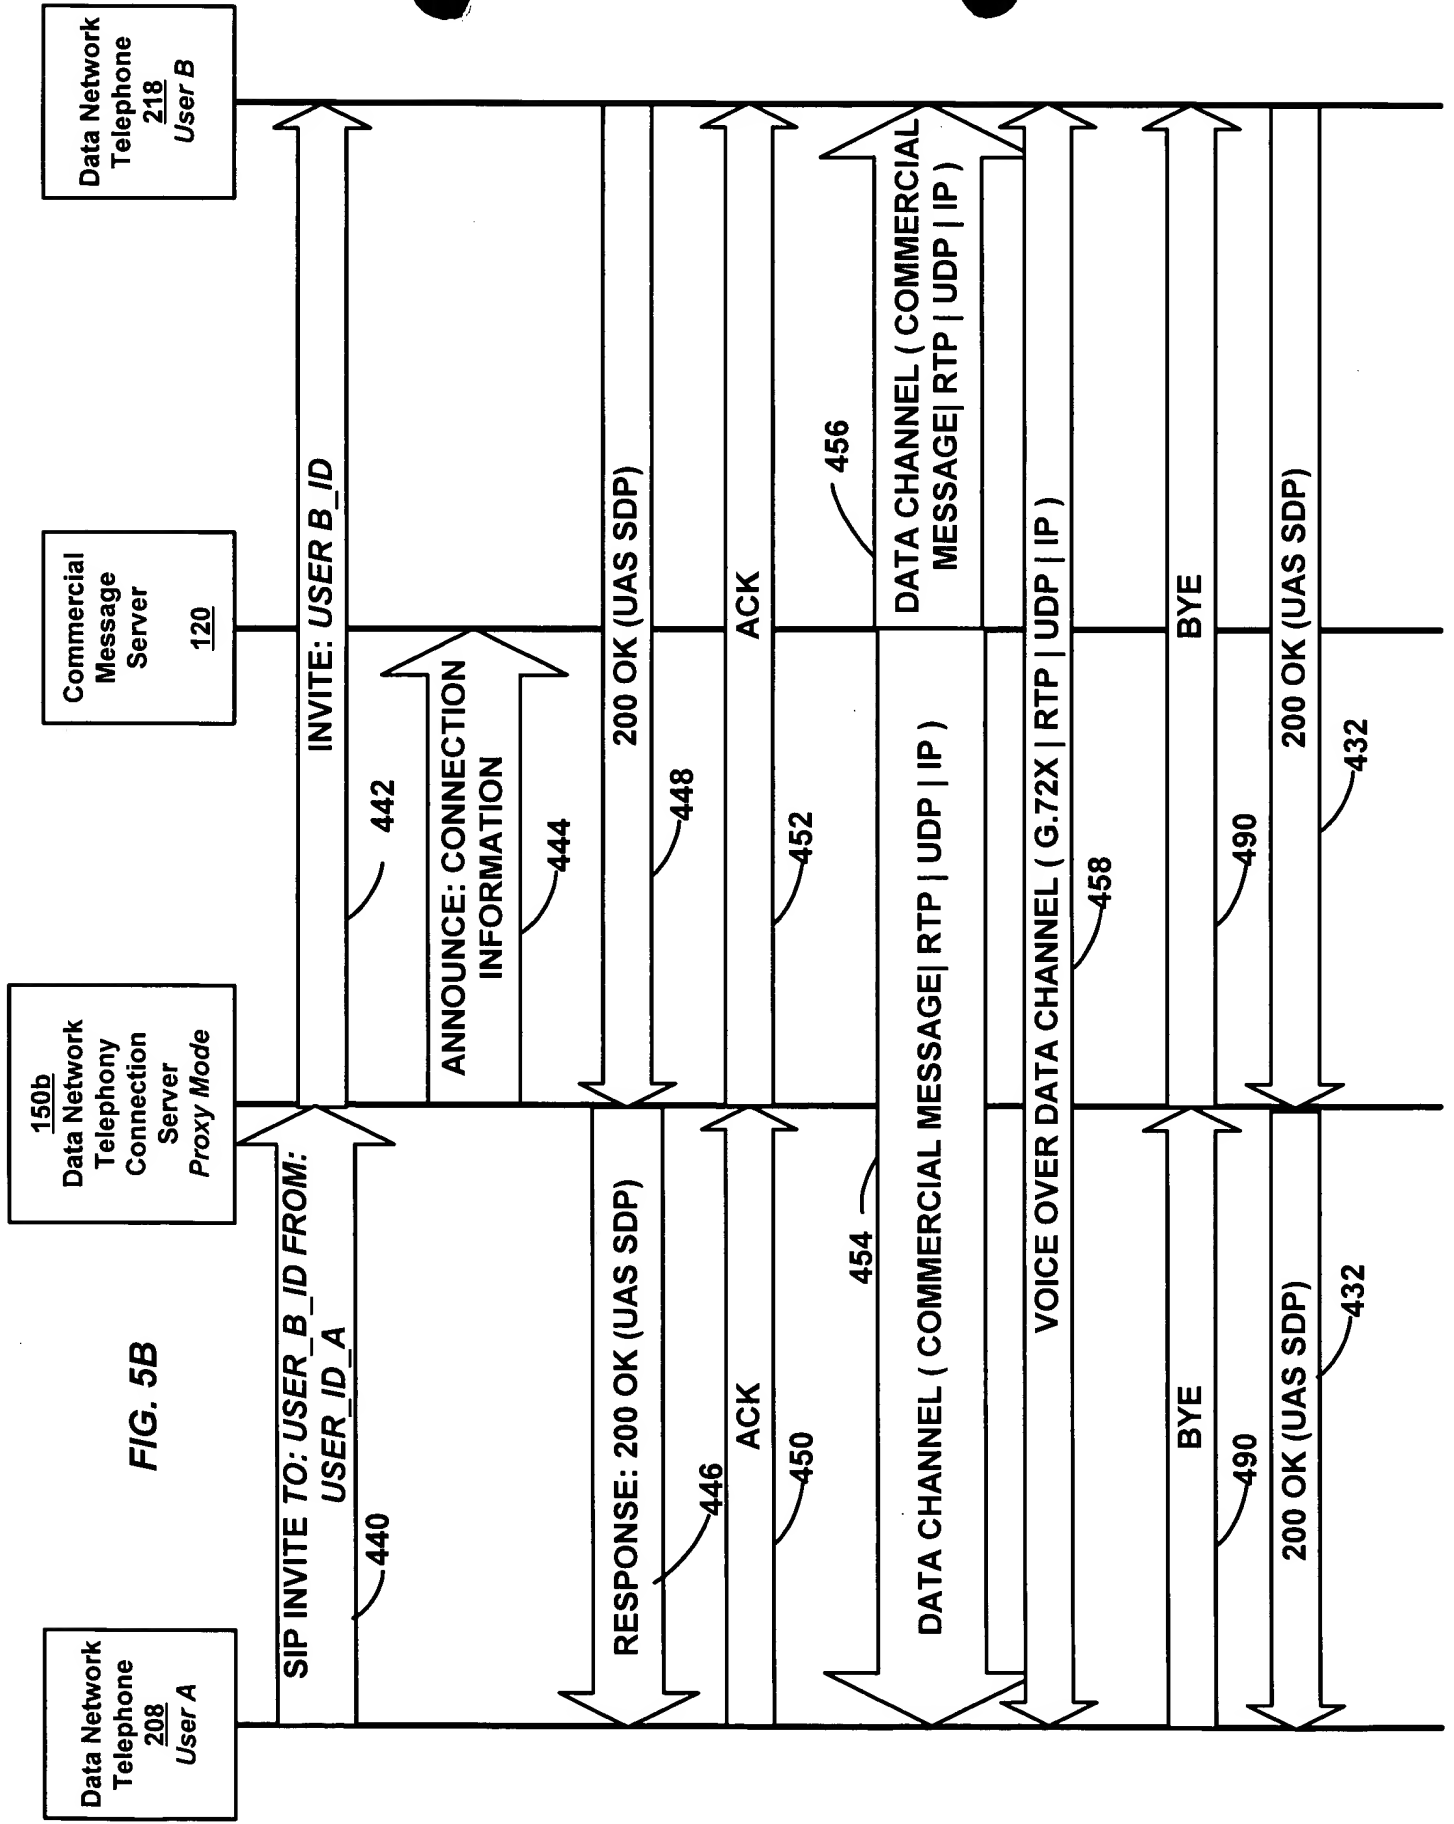 FIG. 5B
Data Network
Telephone
208
User A
150b
Data Network
Telephony
Connection
Server
Proxy Mode
Commercial
Message
Server
120
Data Network
Telephone
218
User B
SIP INVITE TO: USER_B_ID FROM:
USER_ID_A
440
INVITE: USER B_ID
442
ANNOUNCE: CONNECTION
INFORMATION
444
RESPONSE: 200 OK (UAS SDP)
446
200 OK (UAS SDP)
448
ACK
450
ACK
452
DATA CHANNEL ( COMMERCIAL MESSAGE| RTP | UDP | IP )
454
DATA CHANNEL ( COMMERCIAL
MESSAGE| RTP | UDP | IP )
456
VOICE OVER DATA CHANNEL ( G.72X | RTP | UDP | IP )
458
BYE
490
BYE
490
200 OK (UAS SDP)
432
200 OK (UAS SDP)
432